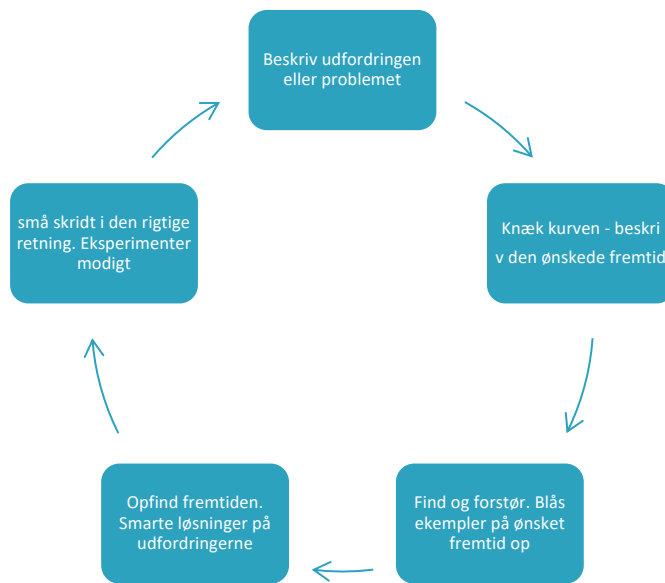 Beskriv udfordringen
eller problemet
Knæk kurven - beskri
v den ønskede fremtid
Find og forstør. Blås
ekempler på ønsket
fremtid op
Opfind fremtiden.
Smarte løsninger på
udfordringerne
små skridt i den rigtige
retning. Eksperimenter
modigt